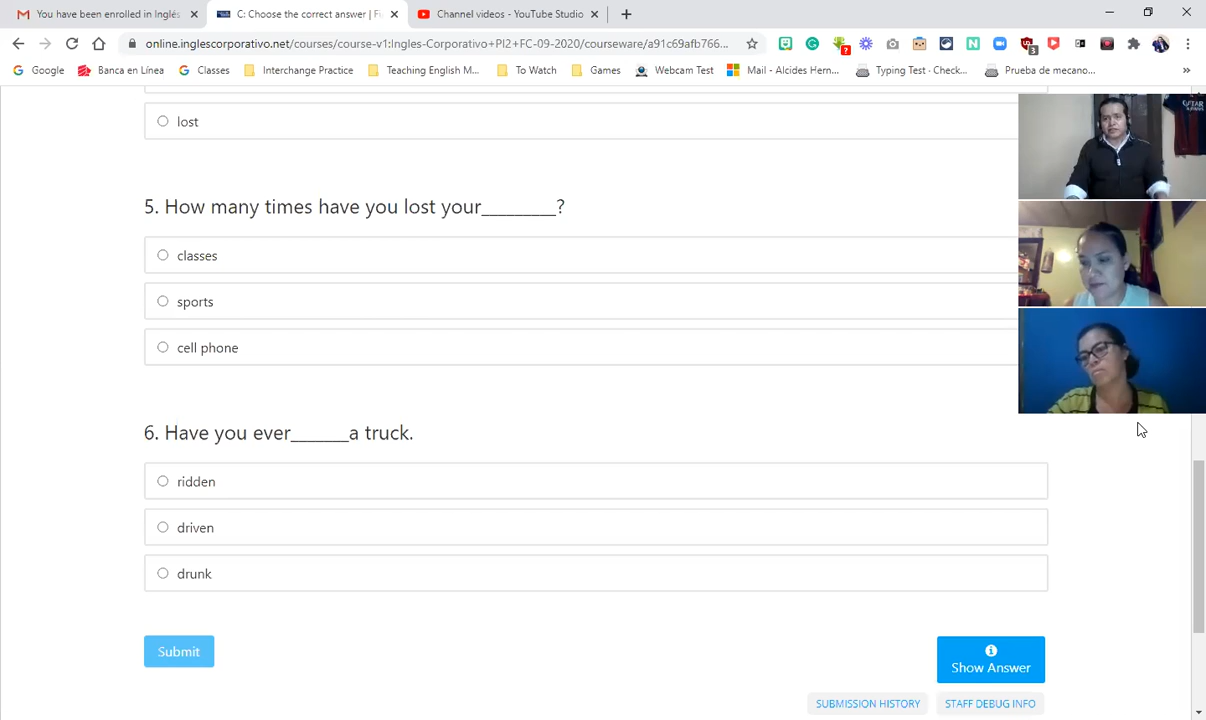 You have been enrolled in Inglés
C: Choose the correct answer | Fi
Channel videos - YouTube Studio
online.inglescorporativo.net/courses/course-v1:Ingles-Corporativo+PI2+FC-09-2020/courseware/a91c69afb766...
Google
Banca en Línea
Classes
Interchange Practice
Teaching English M...
To Watch
Games
Webcam Test
Mail - Alcides Hern...
Typing Test · Check...
Prueba de mecano...
lost
5. How many times have you lost your_________?
classes
sports
cell phone
6. Have you ever_______a truck.
ridden
driven
drunk
Submit
Show Answer
SUBMISSION HISTORY
STAFF DEBUG INFO